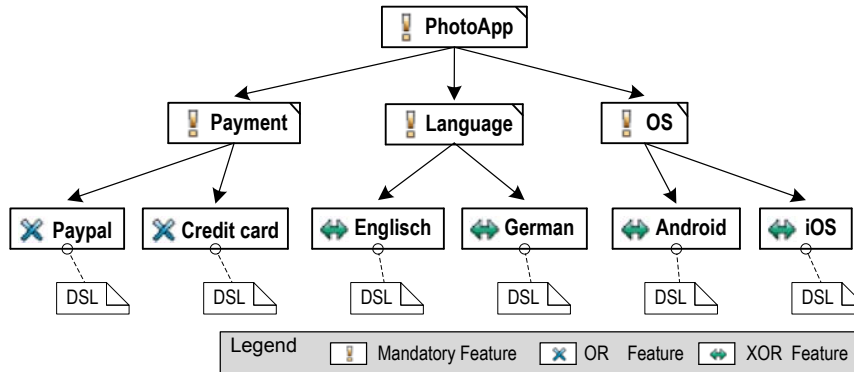 PhotoApp
Payment Language OS
Paypal Credit card Englisch German Android iOS
DSL DSL DSL DSL DSL DSL
Legend Mandatory Feature OR Feature XOR Feature